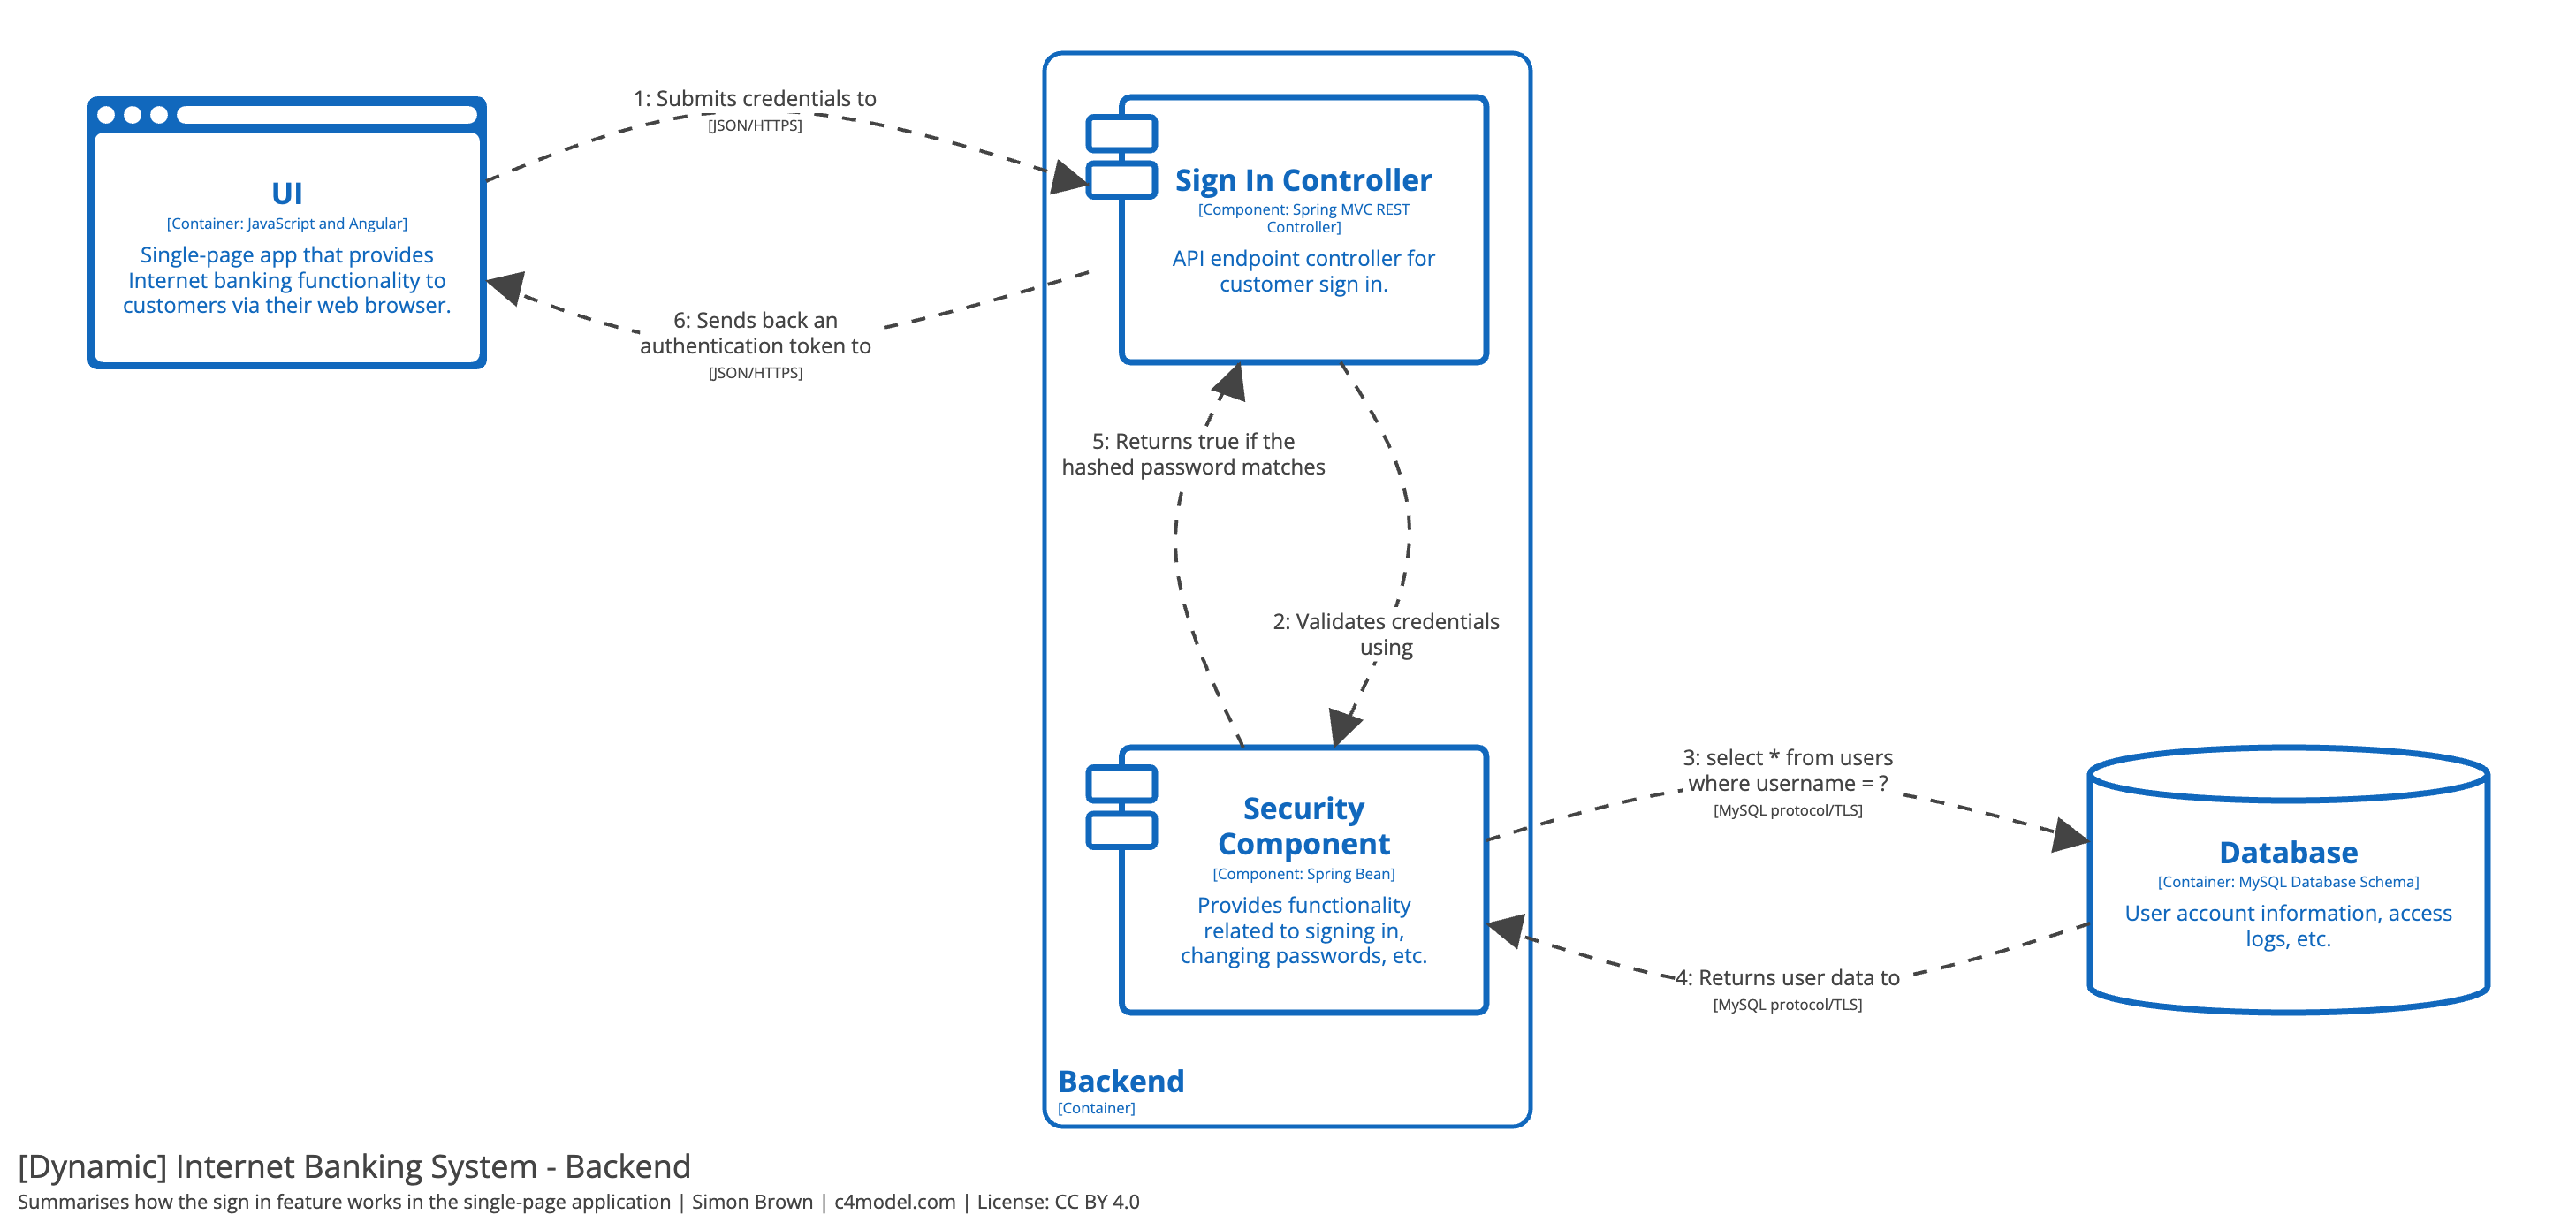 1: Submits credentials to
[JSON/HTTPS]
UI
[Container: JavaScript and Angular]
Single-page app that provides
Internet banking functionality to
customers via their web browser.
Sign In Controller
[Component: Spring MVC REST
Controller]
API endpoint controller for
customer sign in.
6: Sends back an
authentication token to
[JSON/HTTPS]
5: Returns true if the
hashed password matches
2: Validates credentials
using
Security
Component
[Component: Spring Bean]
Provides functionality
related to signing in,
changing passwords, etc.
3: select * from users
where username = ?
[MySQL protocol/TLS]
Database
[Container: MySQL Database Schema]
User account information, access
logs, etc.
4: Returns user data to
[MySQL protocol/TLS]
Backend
[Container]
[Dynamic] Internet Banking System - Backend
Summarises how the sign in feature works in the single-page application | Simon Brown | c4model.com | License: CC BY 4.0